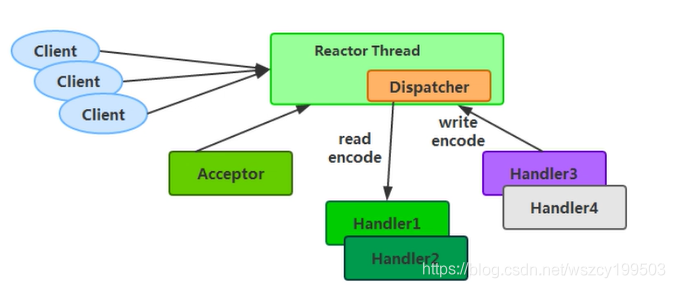 Client
Client
Client
Reactor Thread
Dispatcher
read
encode
write
encode
Acceptor
Handler3
Handler4
Handler1
Handler2
https://blog.csdn.net/wszcy199503